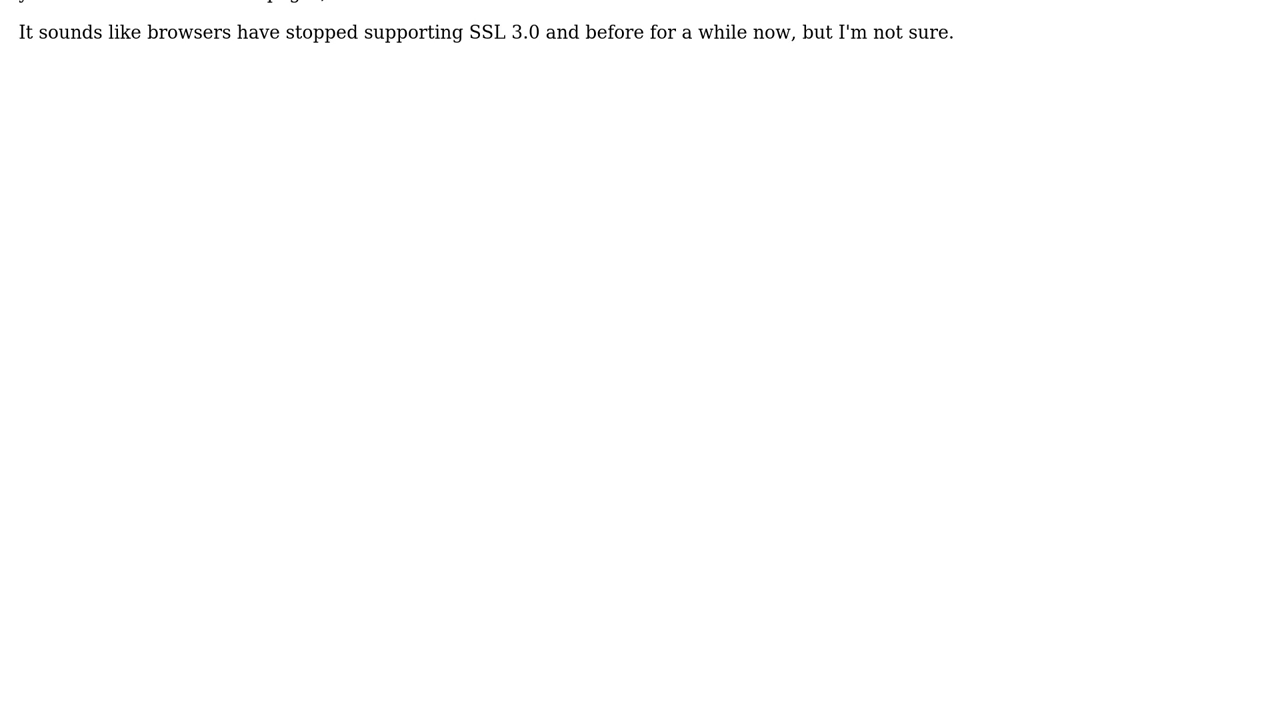 It sounds like browsers have stopped supporting SSL 3.0 and before for a while now, but I'm not sure.